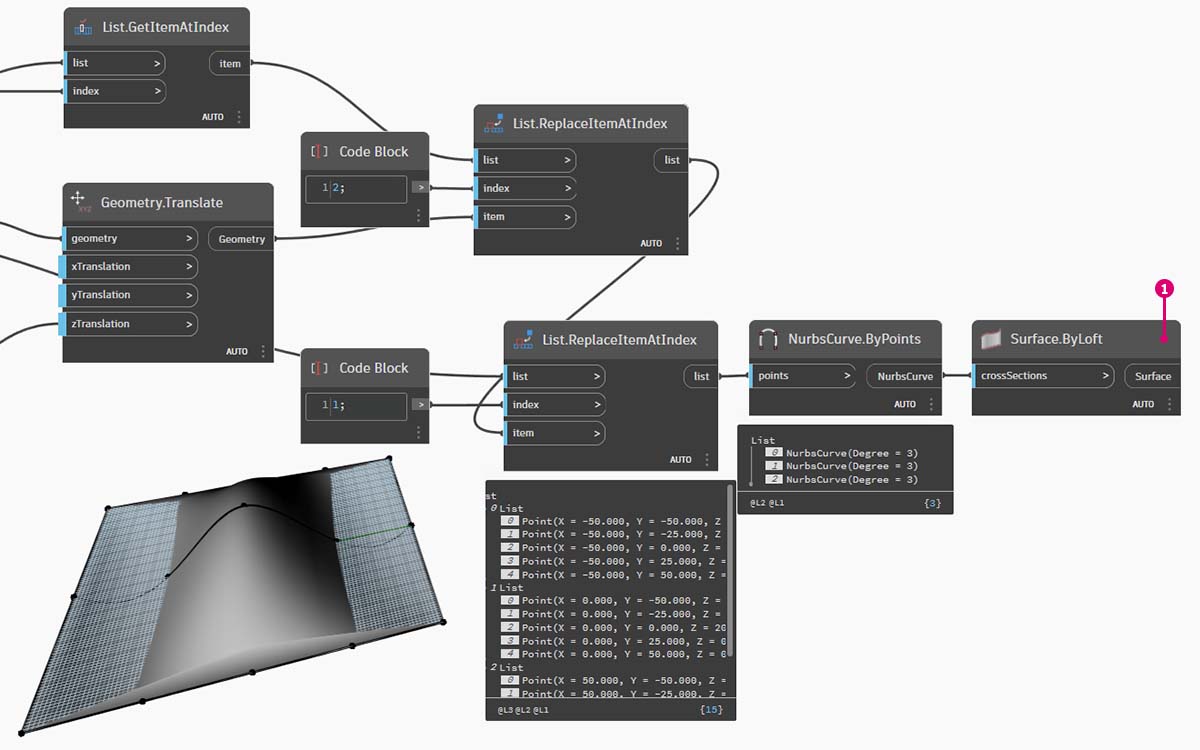 List.GetItemAtIndex
list >
item
index >
AUTO
List.ReplaceItemAtIndex
list >
list
index >
item >
AUTO
Code Block
1 2;
>
Geometry.Translate
XYZ
geometry >
Geometry
xTranslation >
yTranslation >
zTranslation >
AUTO
1
Code Block
1 1;
>
List.ReplaceItemAtIndex
list >
list
index >
item >
AUTO
NurbsCurve.ByPoints
points >
NurbsCurve
AUTO
Surface.ByLoft
crossSections >
Surface
AUTO
List
0 NurbsCurve(Degree = 3)
1 NurbsCurve(Degree = 3)
2 NurbsCurve(Degree = 3)
@L2 @L1 {3}
st
0 List
0 Point(X = -50.000, Y = -50.000, Z
1 Point(X = -50.000, Y = -25.000, Z
2 Point(X = -50.000, Y = 0.000, Z =
3 Point(X = -50.000, Y = 25.000, Z =
4 Point(X = -50.000, Y = 50.000, Z =
1 List
0 Point(X = 0.000, Y = -50.000, Z =
1 Point(X = 0.000, Y = -25.000, Z =
2 Point(X = 0.000, Y = 0.000, Z = 20
3 Point(X = 0.000, Y = 25.000, Z = 0
4 Point(X = 0.000, Y = 50.000, Z = 0
2 List
0 Point(X = 50.000, Y = -50.000, Z =
1 Point(X = 50.000, Y = -25.000, Z =
@L3 @L2 @L1 {15}